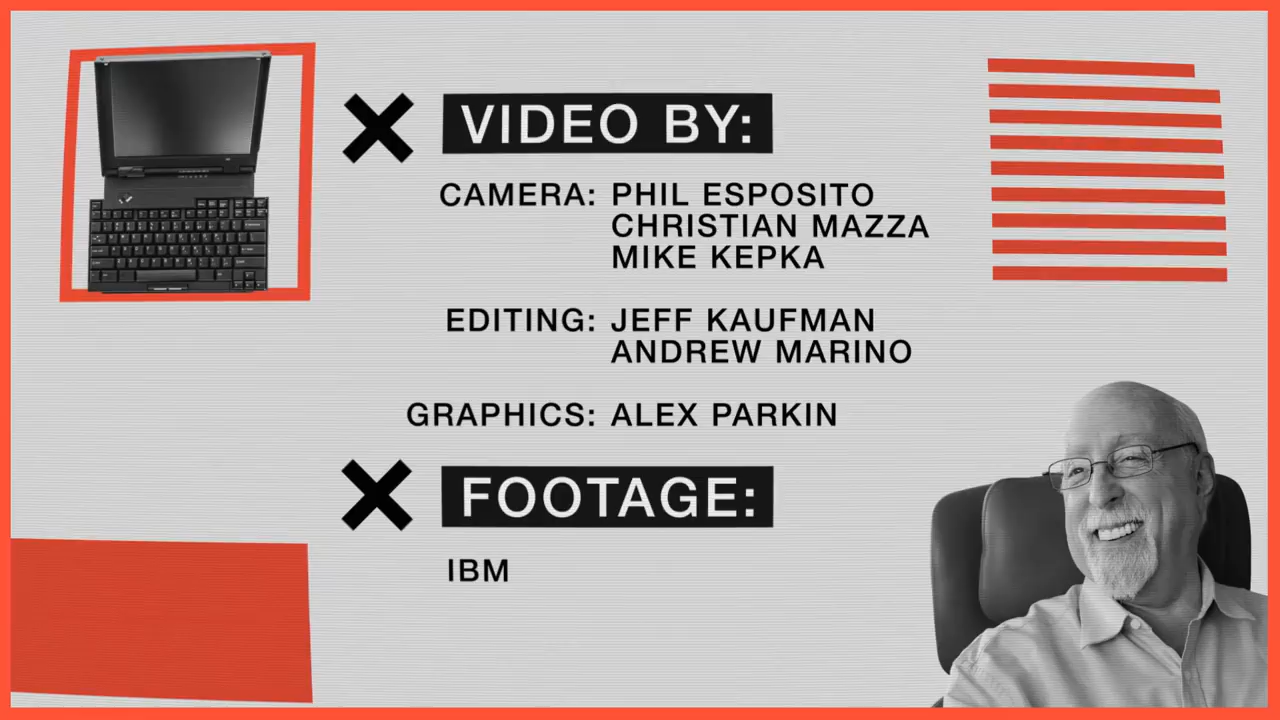 VIDEO BY:
CAMERA: PHIL ESPOSITO
CHRISTIAN MAZZA
MIKE KEPKA
EDITING: JEFF KAUFMAN
ANDREW MARINO
GRAPHICS: ALEX PARKIN
FOOTAGE:
IBM